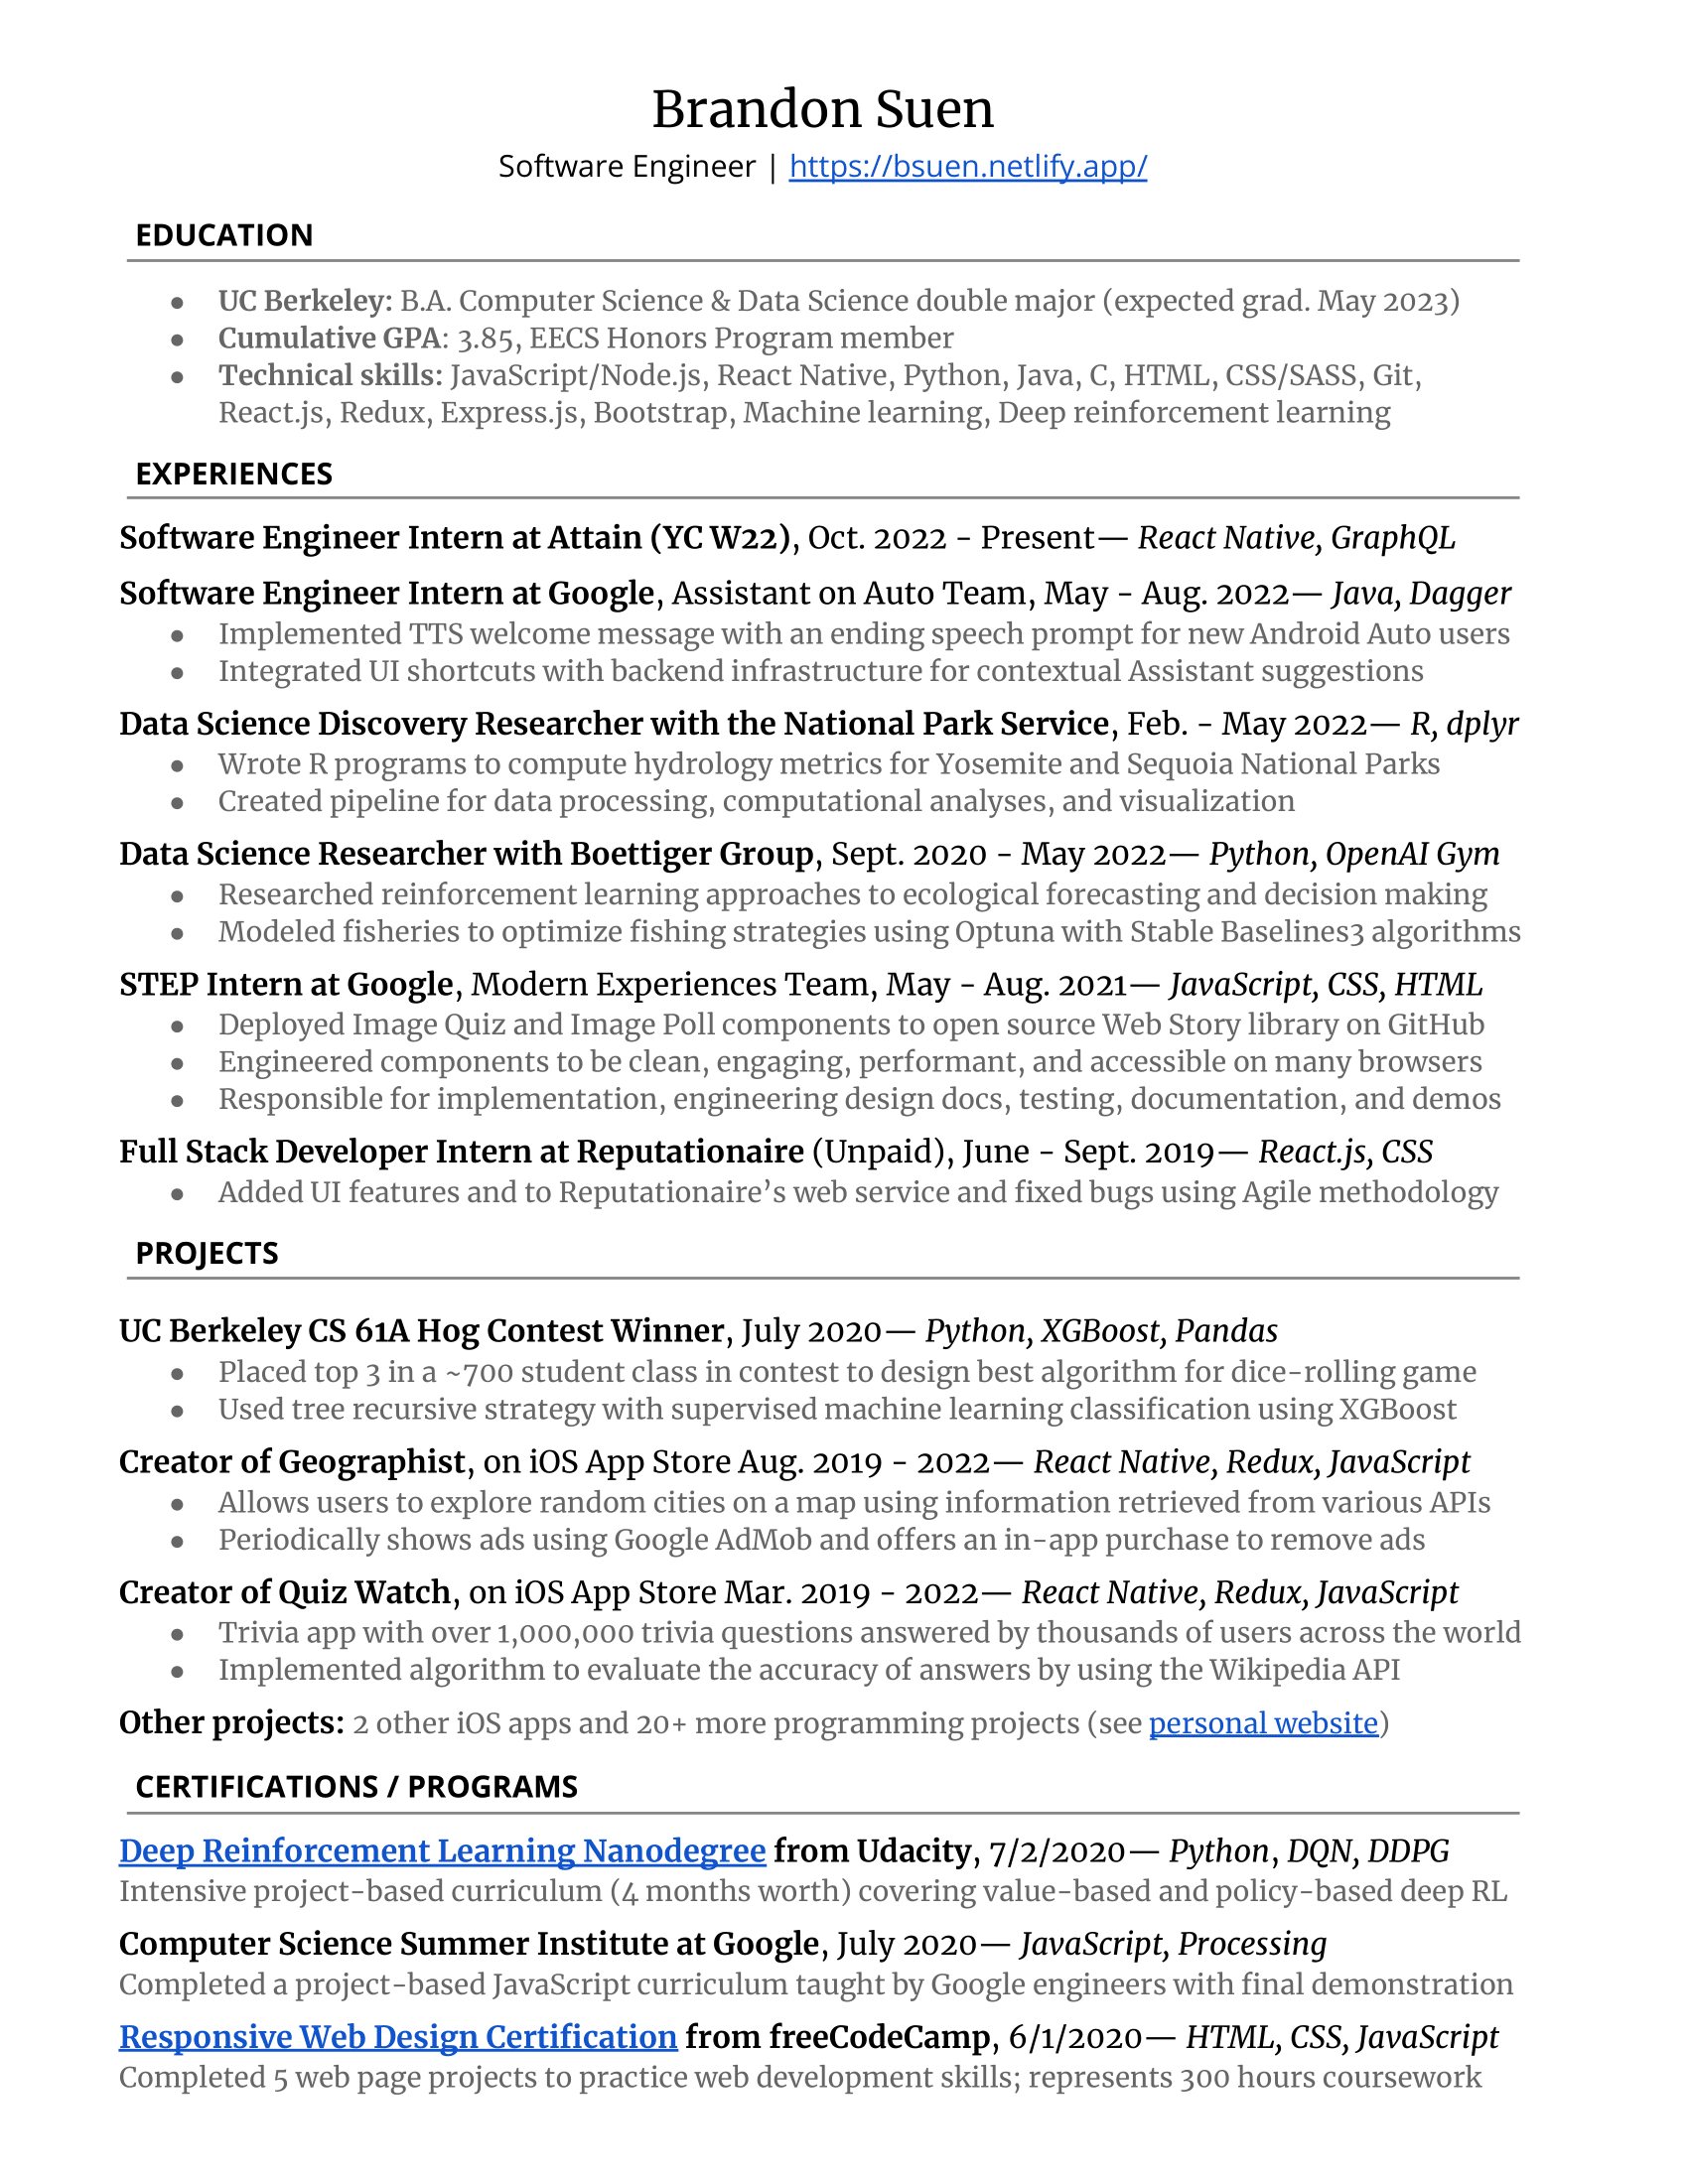 Brandon Suen
Software Engineer | https://bsuen.netlify.app/
EDUCATION
● UC Berkeley: B.A. Computer Science & Data Science double major (expected grad. May 2023)
● Cumulative GPA: 3.85, EECS Honors Program member
● Technical skills: JavaScript/Node.js, React Native, Python, Java, C, HTML, CSS/SASS, Git,
React.js, Redux, Express.js, Bootstrap, Machine learning, Deep reinforcement learning
EXPERIENCES
Software Engineer Intern at Attain (YC W22), Oct. 2022 - Present— React Native, GraphQL
Software Engineer Intern at Google, Assistant on Auto Team, May - Aug. 2022— Java, Dagger
● Implemented TTS welcome message with an ending speech prompt for new Android Auto users
● Integrated UI shortcuts with backend infrastructure for contextual Assistant suggestions
Data Science Discovery Researcher with the National Park Service, Feb. - May 2022— R, dplyr
● Wrote R programs to compute hydrology metrics for Yosemite and Sequoia National Parks
● Created pipeline for data processing, computational analyses, and visualization
Data Science Researcher with Boettiger Group, Sept. 2020 - May 2022— Python, OpenAI Gym
● Researched reinforcement learning approaches to ecological forecasting and decision making
● Modeled fisheries to optimize fishing strategies using Optuna with Stable Baselines3 algorithms
STEP Intern at Google, Modern Experiences Team, May - Aug. 2021— JavaScript, CSS, HTML
● Deployed Image Quiz and Image Poll components to open source Web Story library on GitHub
● Engineered components to be clean, engaging, performant, and accessible on many browsers
● Responsible for implementation, engineering design docs, testing, documentation, and demos
Full Stack Developer Intern at Reputationaire (Unpaid), June - Sept. 2019— React.js, CSS
● Added UI features and to Reputationaire’s web service and fixed bugs using Agile methodology
PROJECTS
UC Berkeley CS 61A Hog Contest Winner, July 2020— Python, XGBoost, Pandas
● Placed top 3 in a ~700 student class in contest to design best algorithm for dice-rolling game
● Used tree recursive strategy with supervised machine learning classification using XGBoost
Creator of Geographist, on iOS App Store Aug. 2019 - 2022— React Native, Redux, JavaScript
● Allows users to explore random cities on a map using information retrieved from various APIs
● Periodically shows ads using Google AdMob and offers an in-app purchase to remove ads
Creator of Quiz Watch, on iOS App Store Mar. 2019 - 2022— React Native, Redux, JavaScript
● Trivia app with over 1,000,000 trivia questions answered by thousands of users across the world
● Implemented algorithm to evaluate the accuracy of answers by using the Wikipedia API
Other projects: 2 other iOS apps and 20+ more programming projects (see personal website)
CERTIFICATIONS / PROGRAMS
Deep Reinforcement Learning Nanodegree from Udacity, 7/2/2020— Python, DQN, DDPG
Intensive project-based curriculum (4 months worth) covering value-based and policy-based deep RL
Computer Science Summer Institute at Google, July 2020— JavaScript, Processing
Completed a project-based JavaScript curriculum taught by Google engineers with final demonstration
Responsive Web Design Certification from freeCodeCamp, 6/1/2020— HTML, CSS, JavaScript
Completed 5 web page projects to practice web development skills; represents 300 hours coursework